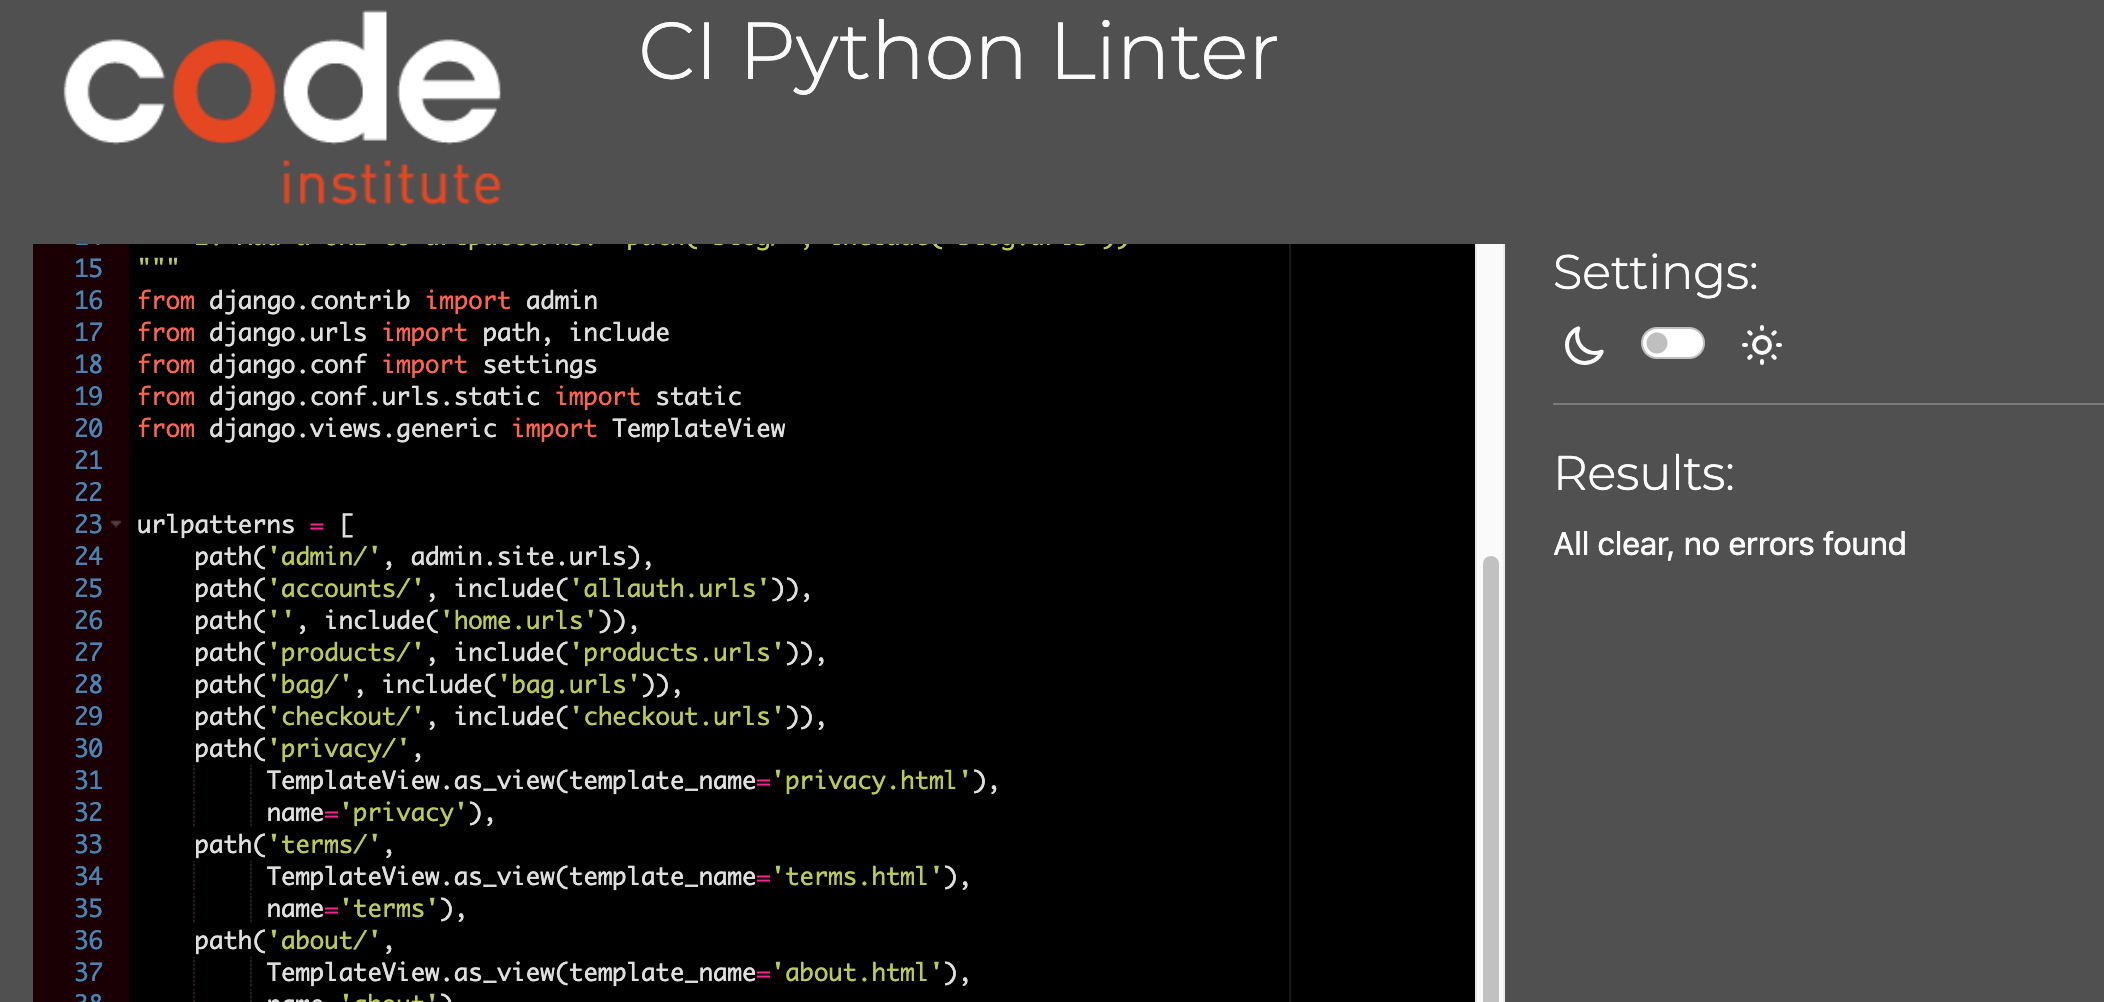 code
institute
CI Python Linter
15 """
16 from django.contrib import admin
17 from django.urls import path, include
18 from django.conf import settings
19 from django.conf.urls.static import static
20 from django.views.generic import TemplateView
21
22
23 urlpatterns = [
24     path('admin/', admin.site.urls),
25     path('accounts/', include('allauth.urls')),
26     path('', include('home.urls')),
27     path('products/', include('products.urls')),
28     path('bag/', include('bag.urls')),
29     path('checkout/', include('checkout.urls')),
30     path('privacy/',
31          TemplateView.as_view(template_name='privacy.html'),
32          name='privacy'),
33     path('terms/',
34          TemplateView.as_view(template_name='terms.html'),
35          name='terms'),
36     path('about/',
37          TemplateView.as_view(template_name='about.html'),
38          name='about'),
Settings:
Results:
All clear, no errors found